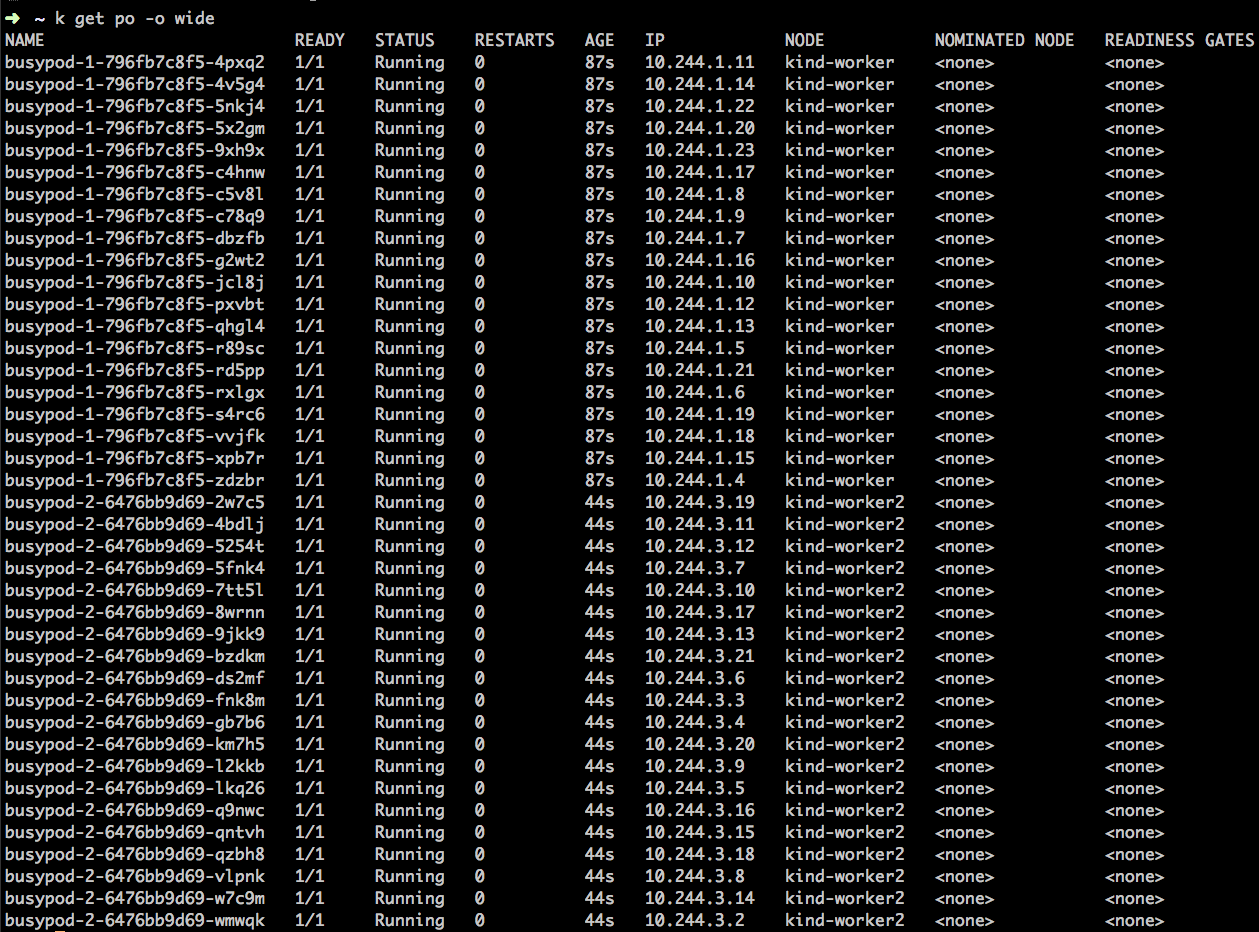 ➜ ~ k get po -o wide
NAME READY STATUS RESTARTS AGE IP NODE NOMINATED NODE READINESS GATES
busypod-1-796fb7c8f5-4pxq2 1/1 Running 0 87s 10.244.1.11 kind-worker <none> <none>
busypod-1-796fb7c8f5-4v5g4 1/1 Running 0 87s 10.244.1.14 kind-worker <none> <none>
busypod-1-796fb7c8f5-5nkj4 1/1 Running 0 87s 10.244.1.22 kind-worker <none> <none>
busypod-1-796fb7c8f5-5x2gm 1/1 Running 0 87s 10.244.1.20 kind-worker <none> <none>
busypod-1-796fb7c8f5-9xh9x 1/1 Running 0 87s 10.244.1.23 kind-worker <none> <none>
busypod-1-796fb7c8f5-c4hnw 1/1 Running 0 87s 10.244.1.17 kind-worker <none> <none>
busypod-1-796fb7c8f5-c5v8l 1/1 Running 0 87s 10.244.1.8 kind-worker <none> <none>
busypod-1-796fb7c8f5-c78q9 1/1 Running 0 87s 10.244.1.9 kind-worker <none> <none>
busypod-1-796fb7c8f5-dbzfb 1/1 Running 0 87s 10.244.1.7 kind-worker <none> <none>
busypod-1-796fb7c8f5-g2wt2 1/1 Running 0 87s 10.244.1.16 kind-worker <none> <none>
busypod-1-796fb7c8f5-jcl8j 1/1 Running 0 87s 10.244.1.10 kind-worker <none> <none>
busypod-1-796fb7c8f5-pxvbt 1/1 Running 0 87s 10.244.1.12 kind-worker <none> <none>
busypod-1-796fb7c8f5-qhgl4 1/1 Running 0 87s 10.244.1.13 kind-worker <none> <none>
busypod-1-796fb7c8f5-r89sc 1/1 Running 0 87s 10.244.1.5 kind-worker <none> <none>
busypod-1-796fb7c8f5-rd5pp 1/1 Running 0 87s 10.244.1.21 kind-worker <none> <none>
busypod-1-796fb7c8f5-rxlgx 1/1 Running 0 87s 10.244.1.6 kind-worker <none> <none>
busypod-1-796fb7c8f5-s4rc6 1/1 Running 0 87s 10.244.1.19 kind-worker <none> <none>
busypod-1-796fb7c8f5-vvjfk 1/1 Running 0 87s 10.244.1.18 kind-worker <none> <none>
busypod-1-796fb7c8f5-xpb7r 1/1 Running 0 87s 10.244.1.15 kind-worker <none> <none>
busypod-1-796fb7c8f5-zdzbr 1/1 Running 0 87s 10.244.1.4 kind-worker <none> <none>
busypod-2-6476bb9d69-2w7c5 1/1 Running 0 44s 10.244.3.19 kind-worker2 <none> <none>
busypod-2-6476bb9d69-4bdlj 1/1 Running 0 44s 10.244.3.11 kind-worker2 <none> <none>
busypod-2-6476bb9d69-5254t 1/1 Running 0 44s 10.244.3.12 kind-worker2 <none> <none>
busypod-2-6476bb9d69-5fnk4 1/1 Running 0 44s 10.244.3.7 kind-worker2 <none> <none>
busypod-2-6476bb9d69-7tt5l 1/1 Running 0 44s 10.244.3.10 kind-worker2 <none> <none>
busypod-2-6476bb9d69-8wrnn 1/1 Running 0 44s 10.244.3.17 kind-worker2 <none> <none>
busypod-2-6476bb9d69-9jkk9 1/1 Running 0 44s 10.244.3.13 kind-worker2 <none> <none>
busypod-2-6476bb9d69-bzdkm 1/1 Running 0 44s 10.244.3.21 kind-worker2 <none> <none>
busypod-2-6476bb9d69-ds2mf 1/1 Running 0 44s 10.244.3.6 kind-worker2 <none> <none>
busypod-2-6476bb9d69-fnk8m 1/1 Running 0 44s 10.244.3.3 kind-worker2 <none> <none>
busypod-2-6476bb9d69-gb7b6 1/1 Running 0 44s 10.244.3.4 kind-worker2 <none> <none>
busypod-2-6476bb9d69-km7h5 1/1 Running 0 44s 10.244.3.20 kind-worker2 <none> <none>
busypod-2-6476bb9d69-l2kkb 1/1 Running 0 44s 10.244.3.9 kind-worker2 <none> <none>
busypod-2-6476bb9d69-lkq26 1/1 Running 0 44s 10.244.3.5 kind-worker2 <none> <none>
busypod-2-6476bb9d69-q9nwc 1/1 Running 0 44s 10.244.3.16 kind-worker2 <none> <none>
busypod-2-6476bb9d69-qntvh 1/1 Running 0 44s 10.244.3.15 kind-worker2 <none> <none>
busypod-2-6476bb9d69-qzbh8 1/1 Running 0 44s 10.244.3.18 kind-worker2 <none> <none>
busypod-2-6476bb9d69-vlpnk 1/1 Running 0 44s 10.244.3.8 kind-worker2 <none> <none>
busypod-2-6476bb9d69-w7c9m 1/1 Running 0 44s 10.244.3.14 kind-worker2 <none> <none>
busypod-2-6476bb9d69-wmwqk 1/1 Running 0 44s 10.244.3.2 kind-worker2 <none> <none>